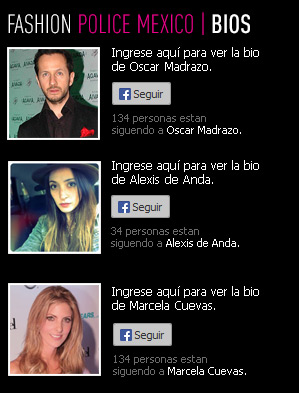 FASHION POLICE MEXICO | BIOS
Ingrese aquí para ver la bio
de Oscar Madrazo.
Seguir
134 personas estan
siguendo a Oscar Madrazo.
Ingrese aquí para ver la bio
de Alexis de Anda.
Seguir
34 personas estan
siguendo a Alexis de Anda.
Ingrese aquí para ver la bio
de Marcela Cuevas.
Seguir
134 personas estan
siguendo a Marcela Cuevas.